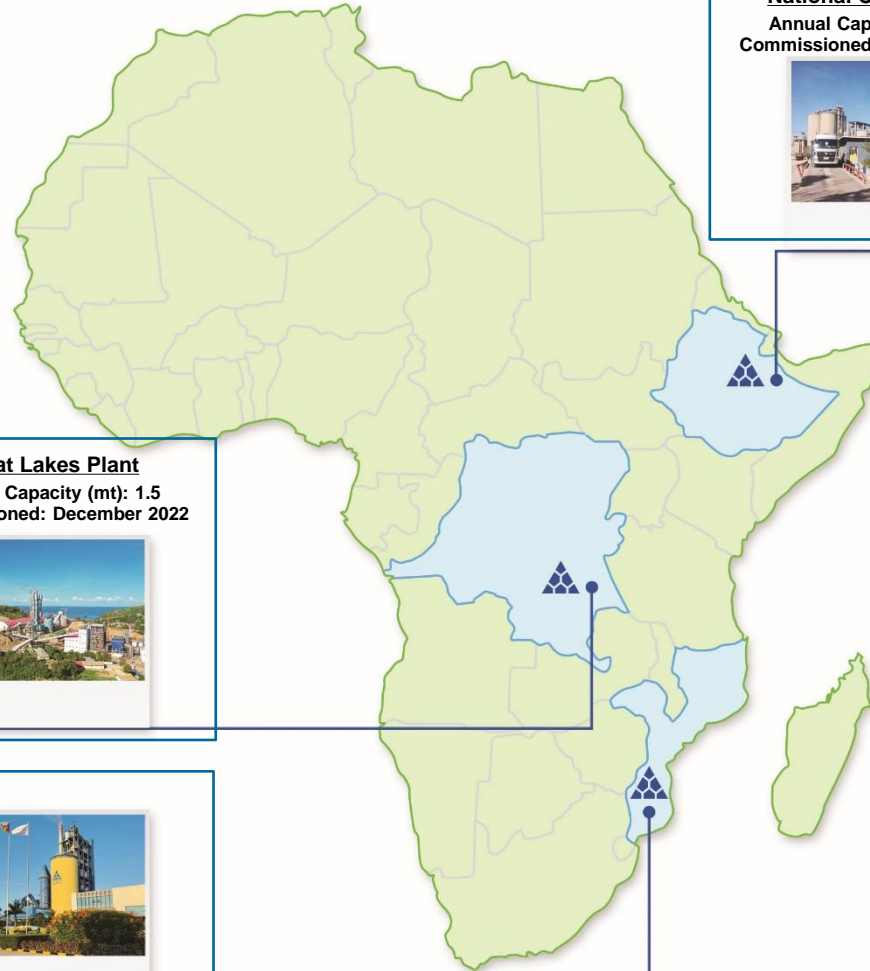 National
Annual Cap
Commissioned
at Lakes Plant
Capacity (mt): 1.5
oned: December 2022